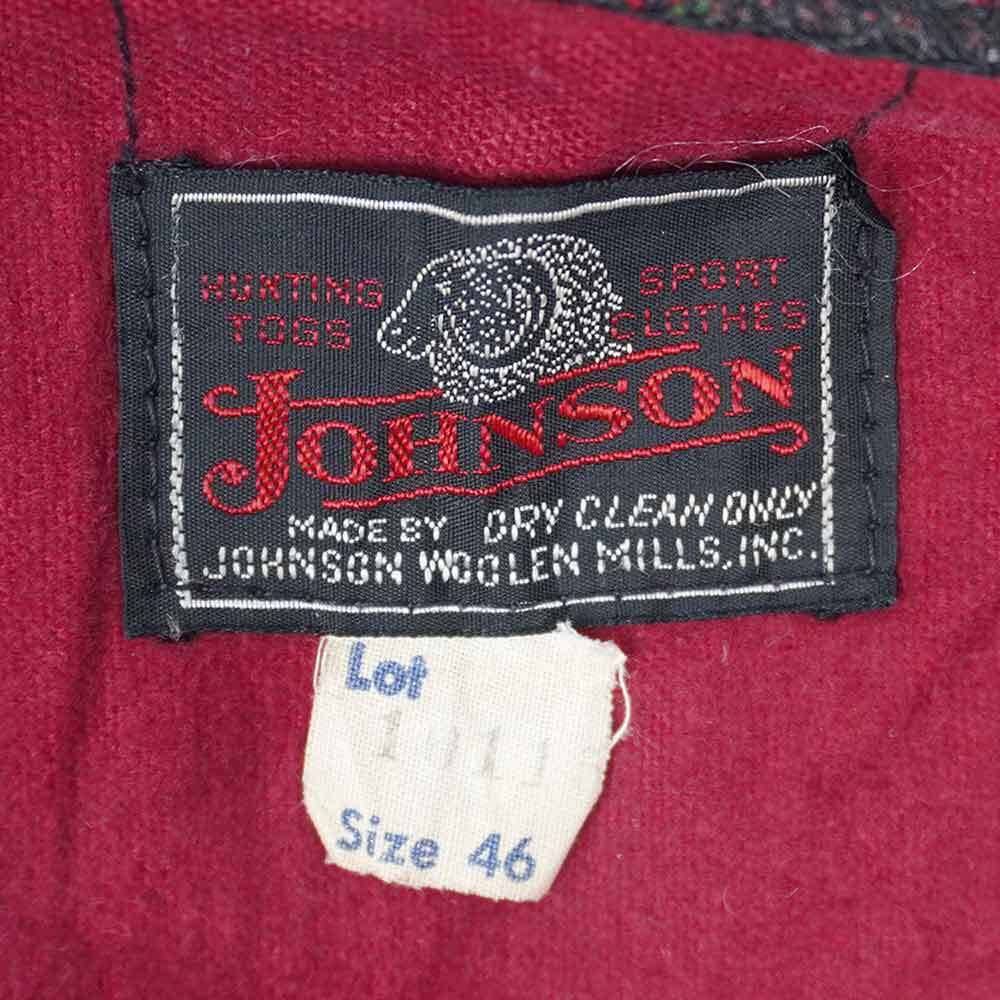 HUNTING TOGS
SPORT CLOTHES
JOHNSON
MADE BY DRY CLEAN ONLY
JOHNSON WOOLEN MILLS, INC.
Lot
Size 46